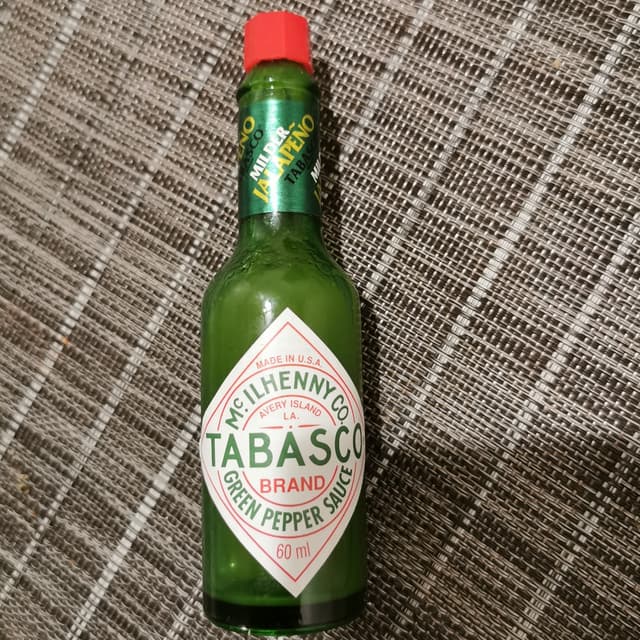 MILDER
JALAPEÑO
TABASCO
MADE IN U.S.A.
McILHENNY CO.
AVERY ISLAND
LA.
TABASCO
BRAND
GREEN PEPPER SAUCE
60 ml